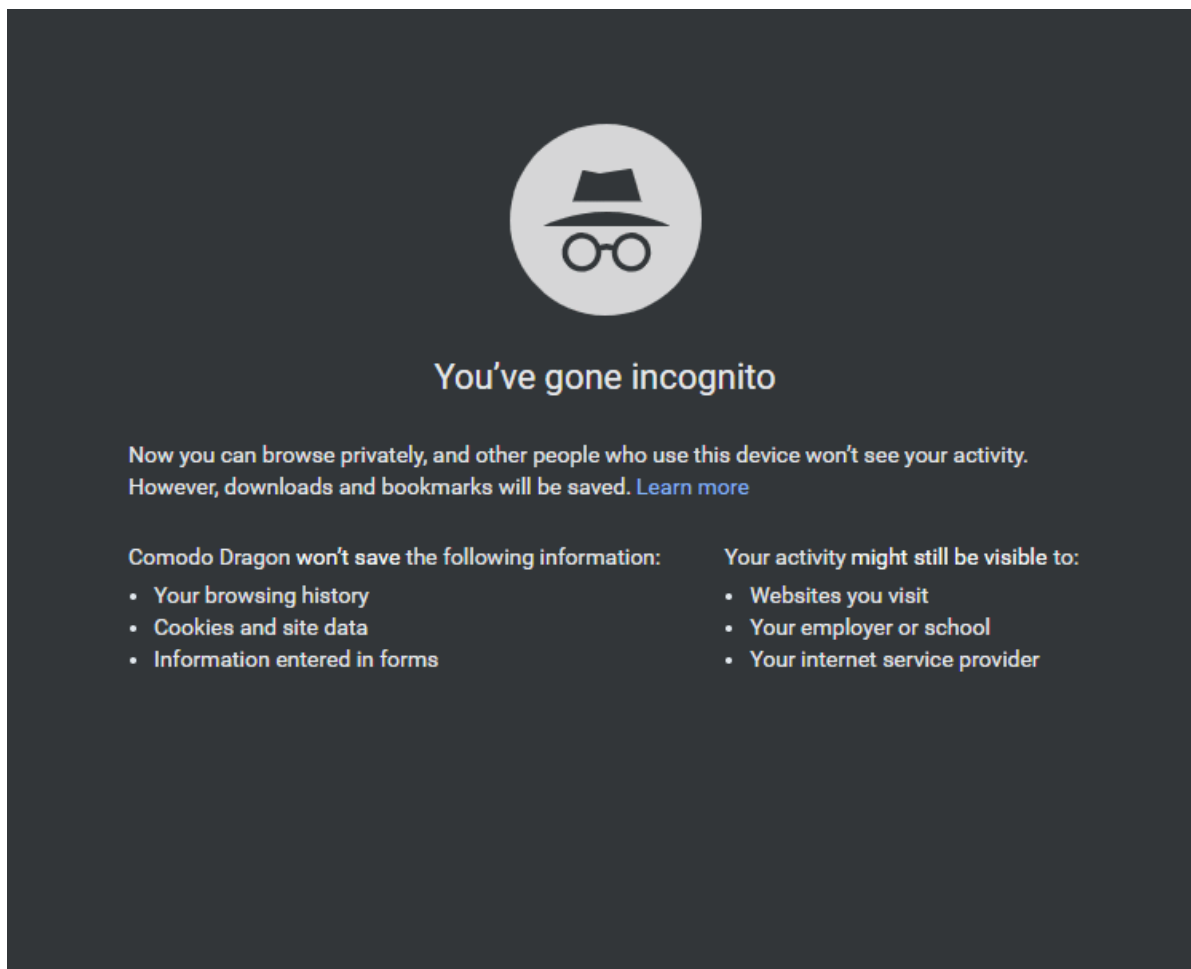 You’ve gone incognito
Now you can browse privately, and other people who use this device won’t see your activity.
However, downloads and bookmarks will be saved. Learn more
Comodo Dragon won’t save the following information:
• Your browsing history
• Cookies and site data
• Information entered in forms
Your activity might still be visible to:
• Websites you visit
• Your employer or school
• Your internet service provider